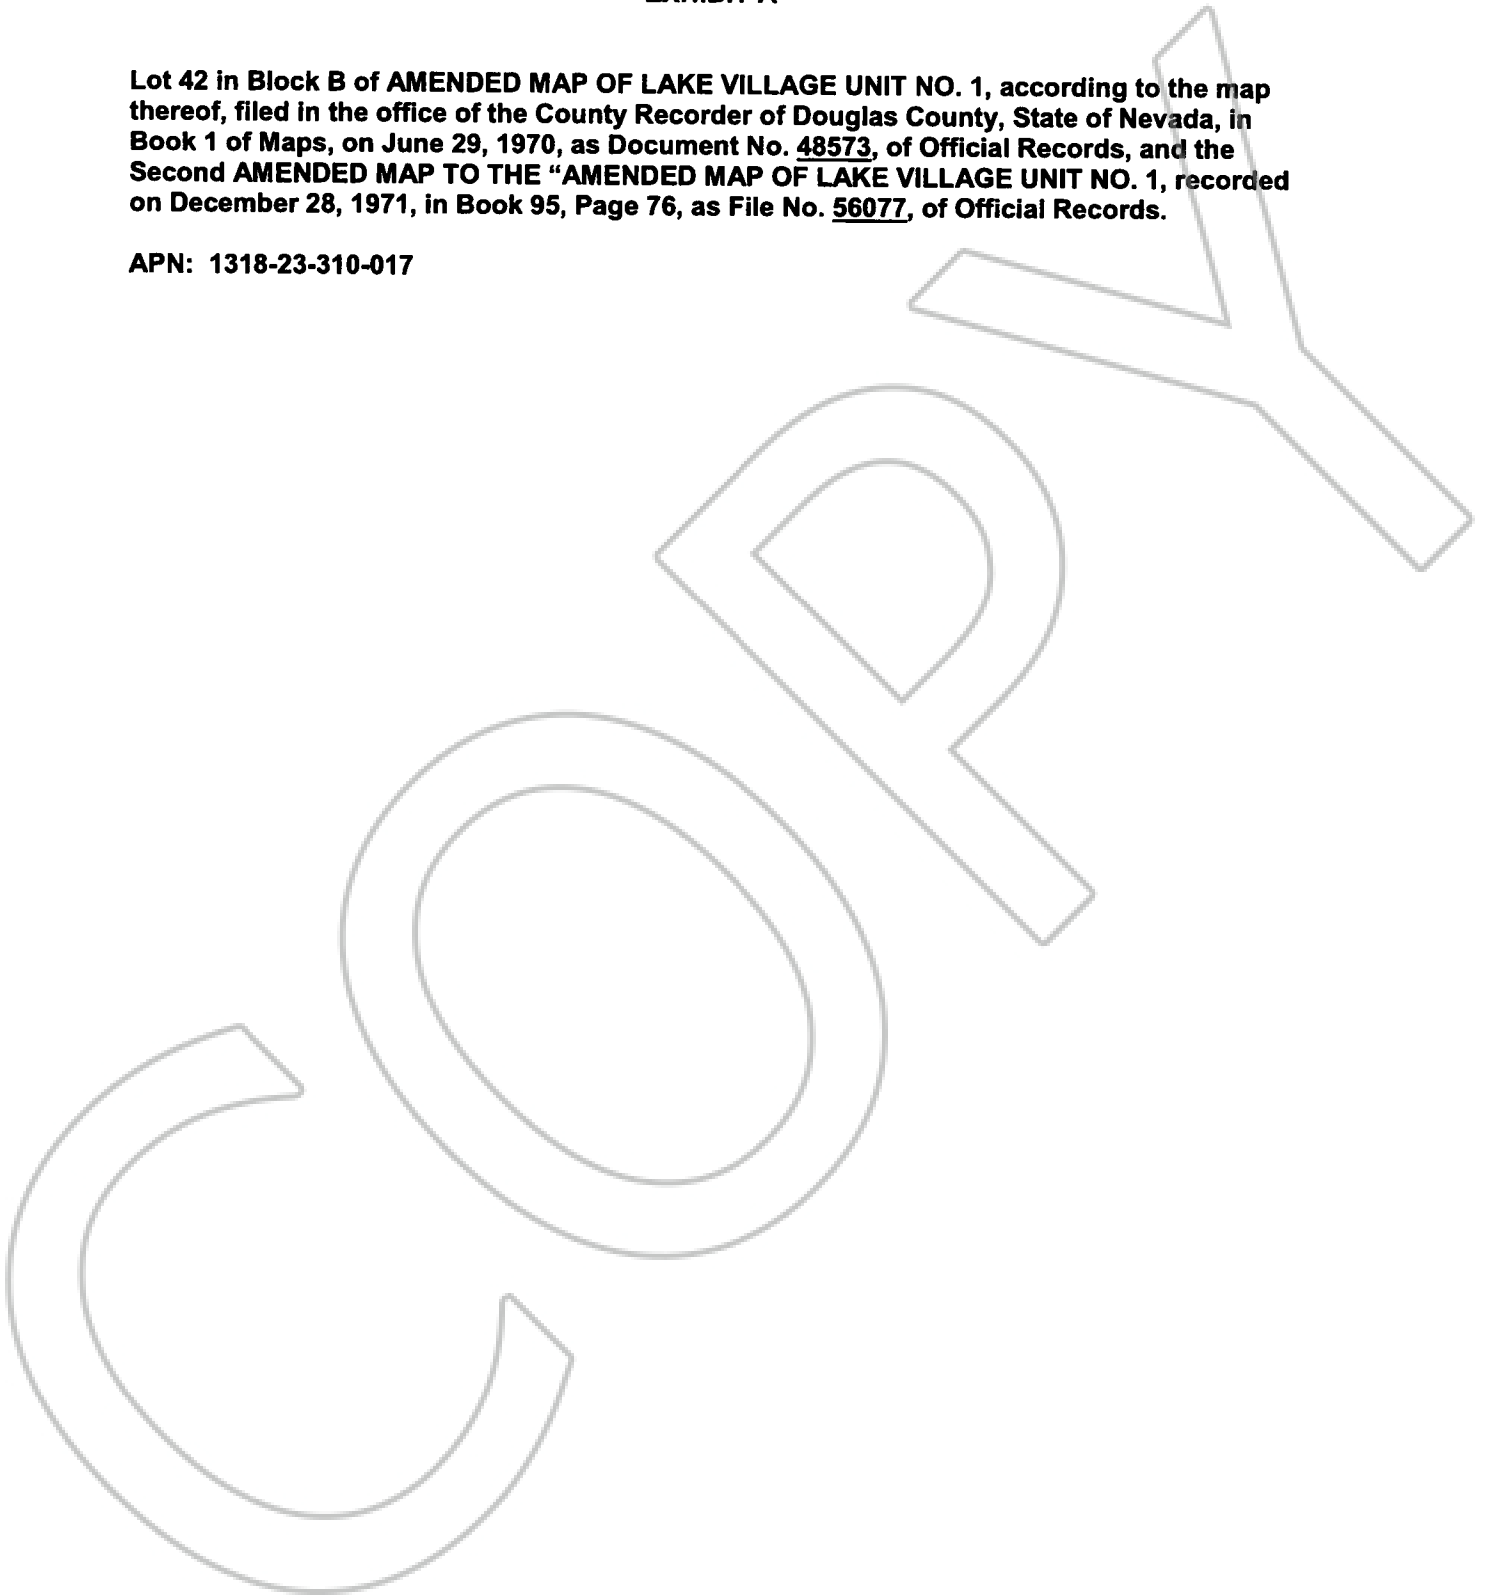 EXHIBIT A
Lot 42 in Block B of AMENDED MAP OF LAKE VILLAGE UNIT NO. 1, according to the map
thereof, filed in the office of the County Recorder of Douglas County, State of Nevada, in
Book 1 of Maps, on June 29, 1970, as Document No. 48573, of Official Records, and the
Second AMENDED MAP TO THE “AMENDED MAP OF LAKE VILLAGE UNIT NO. 1, recorded
on December 28, 1971, in Book 95, Page 76, as File No. 56077, of Official Records.
APN: 1318-23-310-017
COPY